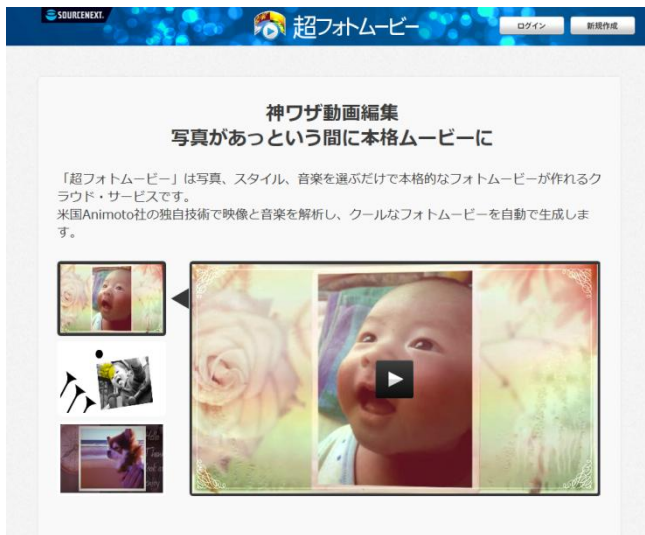 SOURCENEXT.
超フォトムービー
ログイン
新規作成
神ワザ動画編集
写真があっという間に本格ムービーに
「超フォトムービー」は写真、スタイル、音楽を選ぶだけで本格的なフォトムービーが作れるク
ラウド・サービスです。
米国Animoto社の独自技術で映像と音楽を解析し、クールなフォトムービーを自動で生成しま
す。